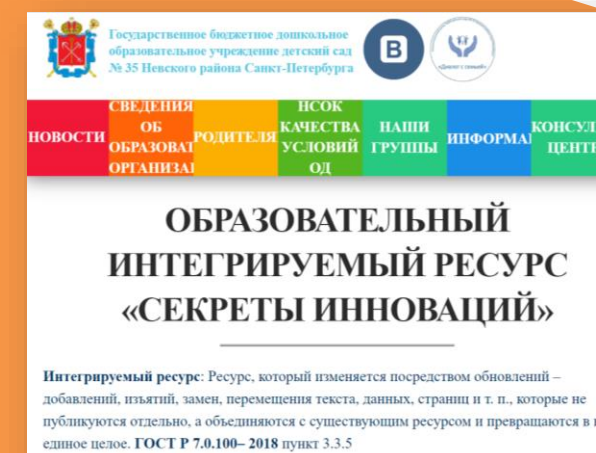 Государственное бюджетное дошкольное
образовательное учреждение детский сад
№ 35 Невского района Санкт-Петербурга
В
«Диалог с семьей»
НОВОСТИ
СВЕДЕНИЯ
ОБ
ОБРАЗОВАТ
ОРГАНИЗАІ
РОДИТЕЛЯ
НСОК
КАЧЕСТВА
УСЛОВИЙ
ОД
НАШИ
ГРУППЫ
ИНФОРМАІ
КОНСУЛ
ЦЕНТ
ОБРАЗОВАТЕЛЬНЫЙ
ИНТЕГРИРУЕМЫЙ РЕСУРС
«СЕКРЕТЫ ИННОВАЦИЙ»
Интегрируемый ресурс: Ресурс, который изменяется посредством обновлений –
добавлений, изъятий, замен, перемещения текста, данных, страниц и т. п., которые не
публикуются отдельно, а объединяются с существующим ресурсом и превращаются в
единое целое. ГОСТ Р 7.0.100– 2018 пункт 3.3.5